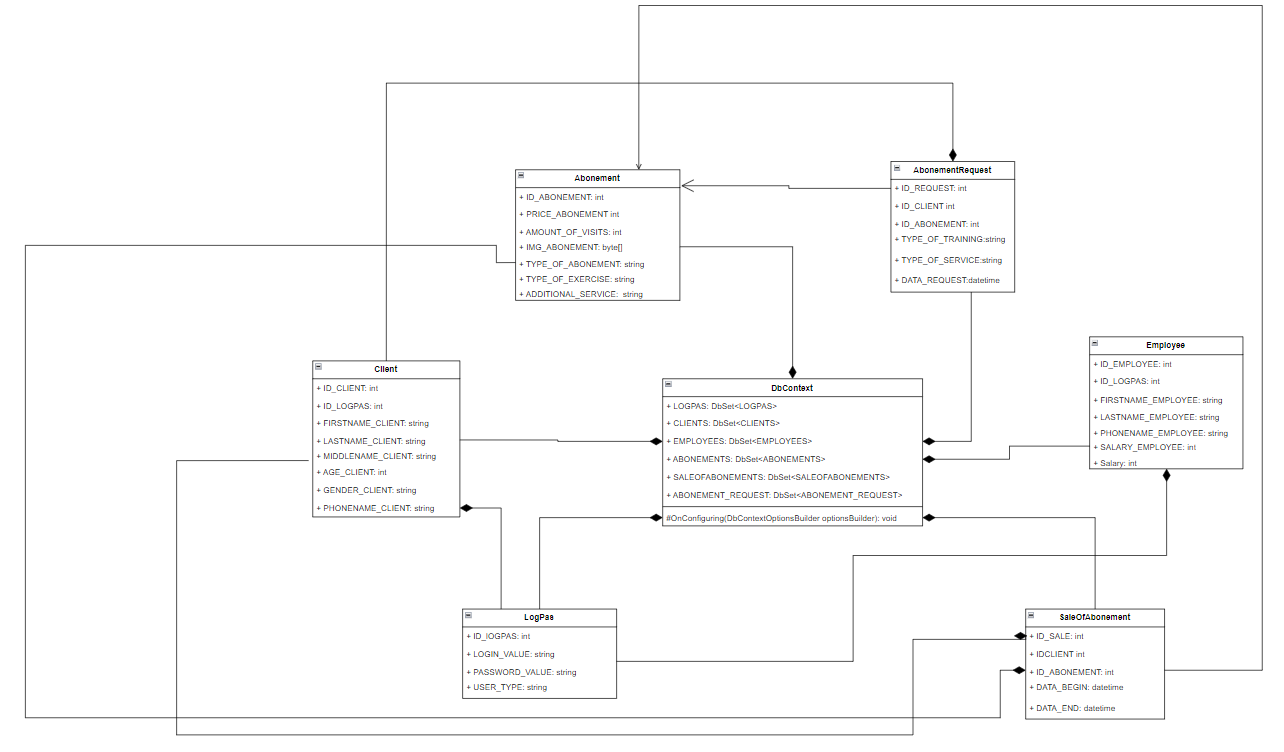 Abonement
+ ID_ABONEMENT: int
+ PRICE_ABONEMENT int
+ AMOUNT_OF_VISITS: int
+ IMG_ABONEMENT: byte[]
+ TYPE_OF_ABONEMENT: string
+ TYPE_OF_EXERCISE: string
+ ADDITIONAL_SERVICE: string
AbonementRequest
+ ID_REQUEST: int
+ ID_CLIENT int
+ ID_ABONEMENT: int
+ TYPE_OF_TRAINING:string
+ TYPE_OF_SERVICE:string
+ DATA_REQUEST:datetime
Client
+ ID_CLIENT: int
+ ID_LOGPAS: int
+ FIRSTNAME_CLIENT: string
+ LASTNAME_CLIENT: string
+ MIDDLENAME_CLIENT: string
+ AGE_CLIENT: int
+ GENDER_CLIENT: string
+ PHONENAME_CLIENT: string
DbContext
+ LOGPAS: DbSet<LOGPAS>
+ CLIENTS: DbSet<CLIENTS>
+ EMPLOYEES: DbSet<EMPLOYEES>
+ ABONEMENTS: DbSet<ABONEMENTS>
+ SALEOFABONEMENTS: DbSet<SALEOFABONEMENTS>
+ ABONEMENT_REQUEST: DbSet<ABONEMENT_REQUEST>
#OnConfiguring(DbContextOptionsBuilder optionsBuilder): void
Employee
+ ID_EMPLOYEE: int
+ ID_LOGPAS: int
+ FIRSTNAME_EMPLOYEE: string
+ LASTNAME_EMPLOYEE: string
+ PHONENAME_EMPLOYEE: string
+ SALARY_EMPLOYEE: int
+ Salary: int
LogPas
+ ID_lOGPAS: int
+ LOGIN_VALUE: string
+ PASSWORD_VALUE: string
+ USER_TYPE: string
SaleOfAbonement
+ ID_SALE: int
+ IDCLIENT int
+ ID_ABONEMENT: int
+ DATA_BEGIN: datetime
+ DATA_END: datetime